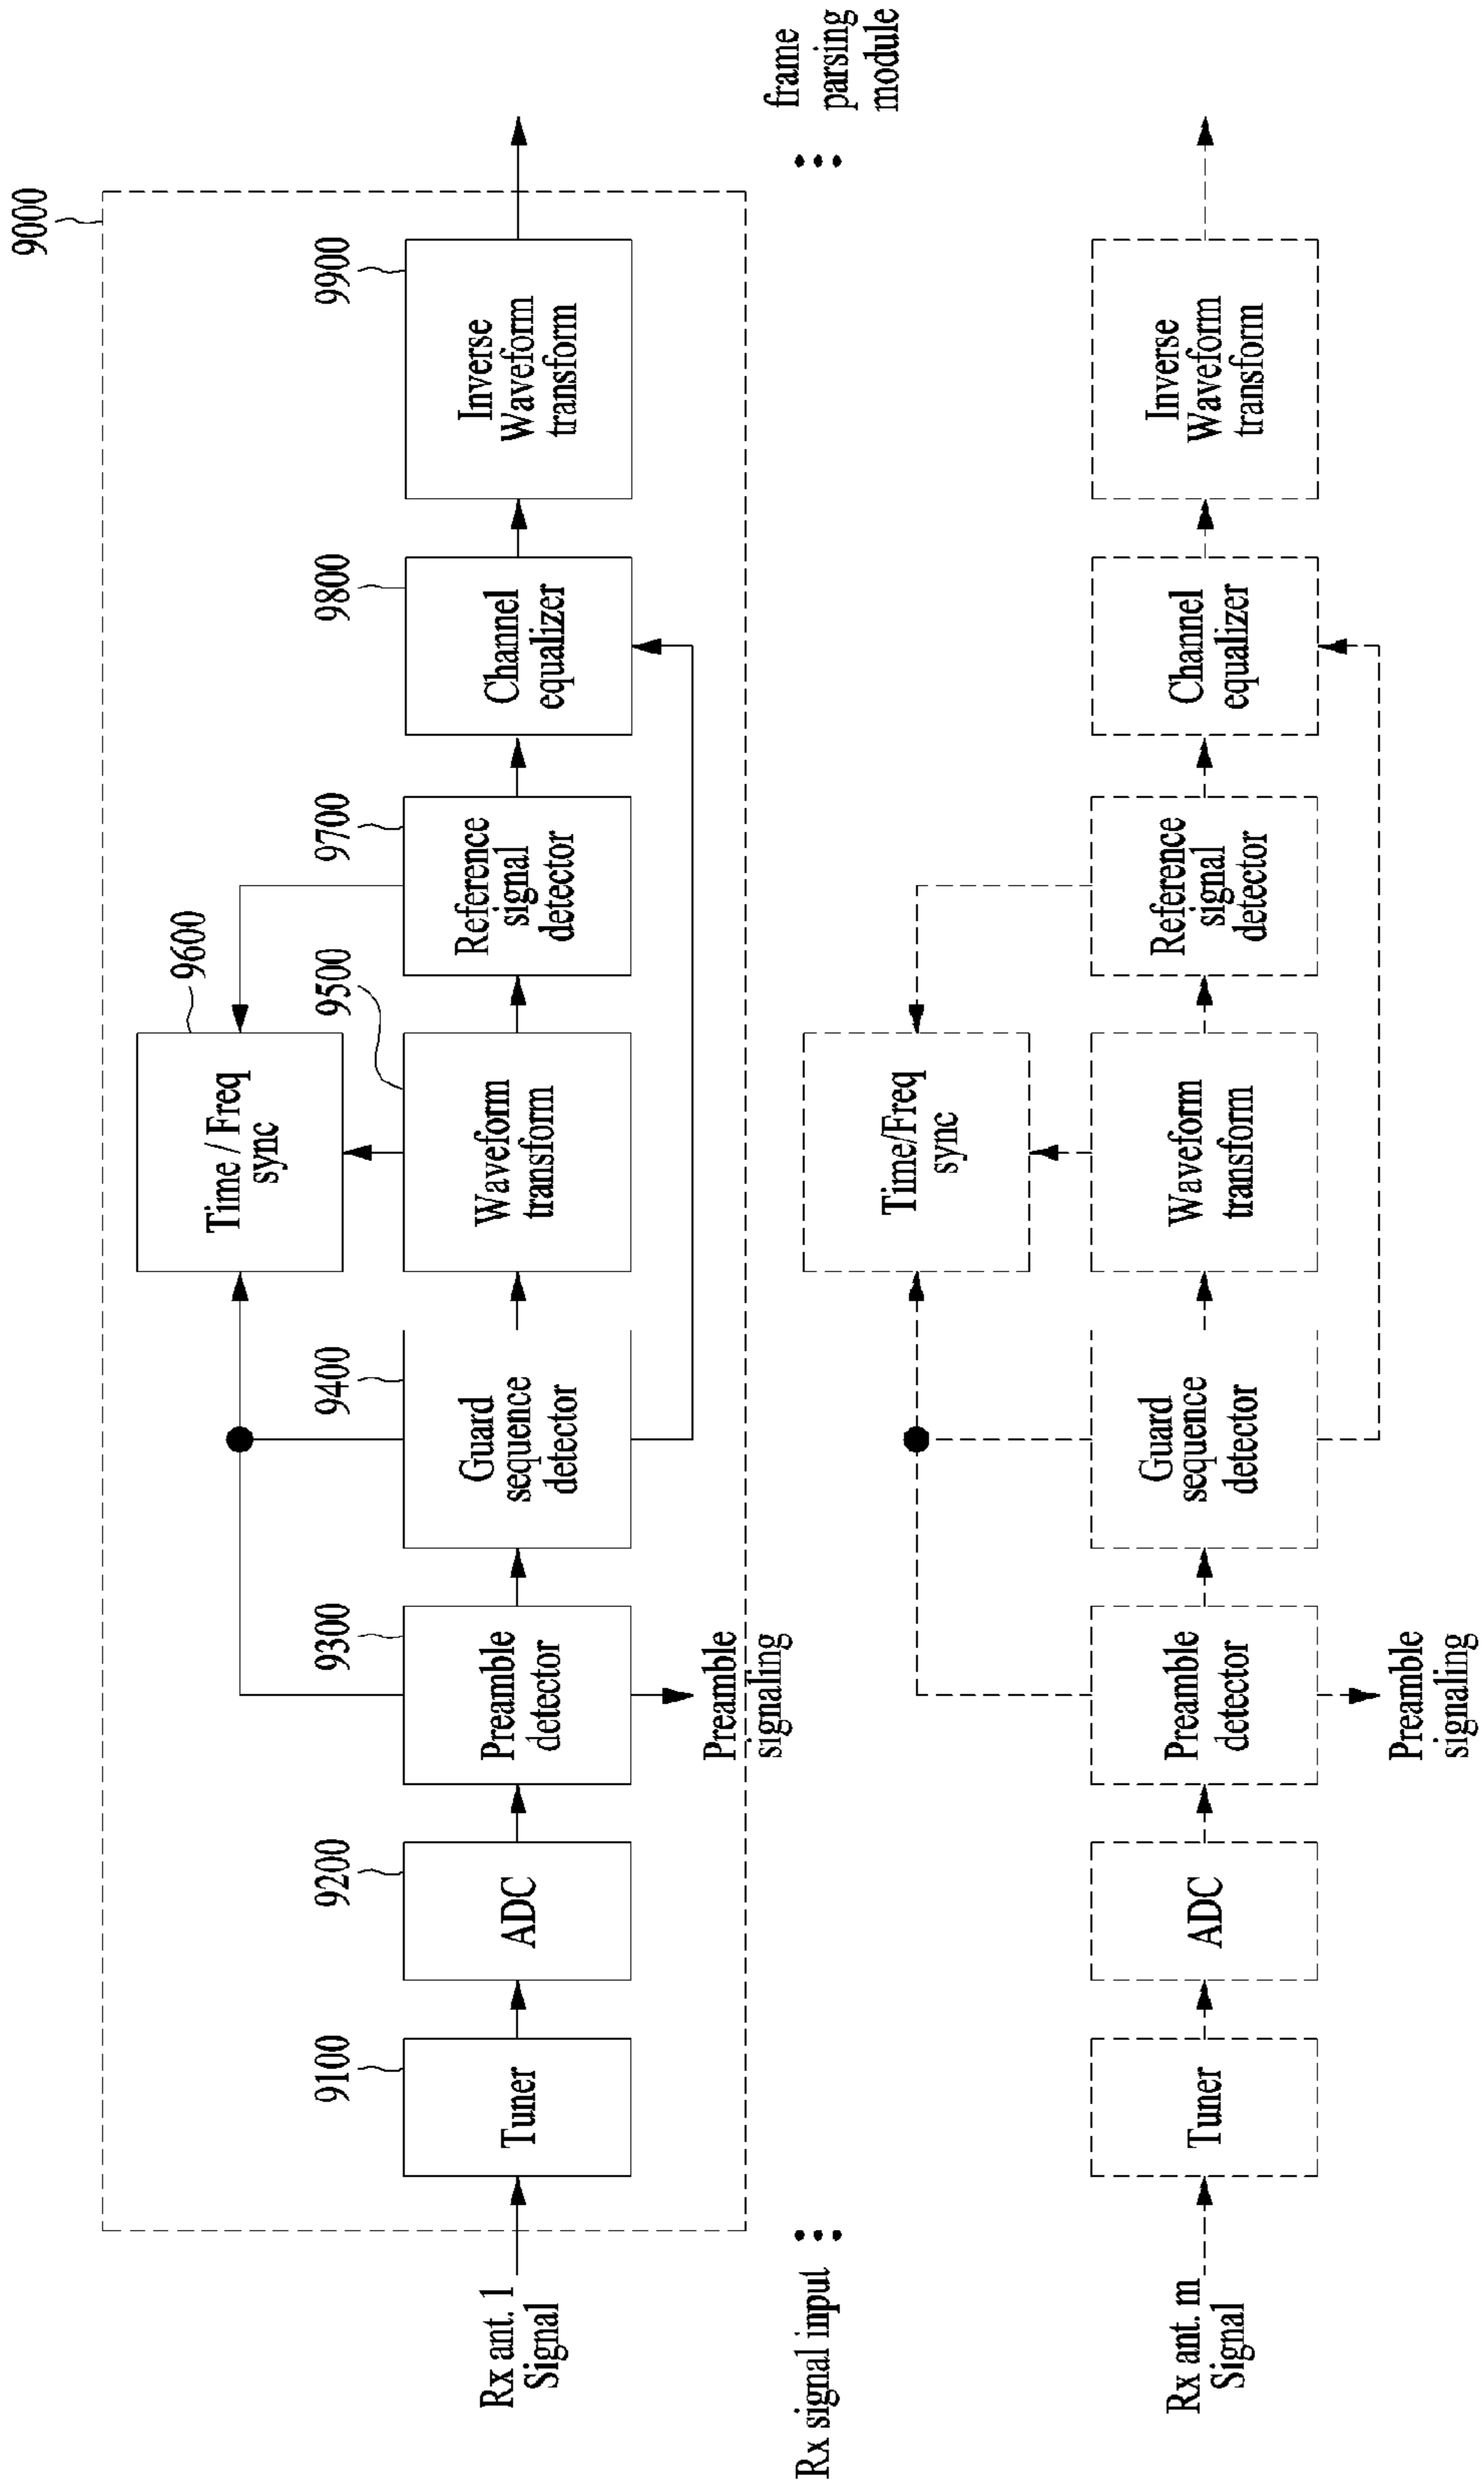 9000
9600
Time / Freq
sync
9100
9200
9300
9400
9500
9700
9800
9900
Rx ant. 1
Signal
Tuner
ADC
Preamble
detector
Guard
sequence
detector
Waveform
transform
Reference
signal
detector
Channel
equalizer
Inverse
Waveform
transform
Preamble
signaling
Rx signal input
frame
parsing
module
Time/Freq
sync
Rx ant. m
Signal
Tuner
ADC
Preamble
detector
Guard
sequence
detector
Waveform
transform
Reference
signal
detector
Channel
equalizer
Inverse
Waveform
transform
Preamble
signaling